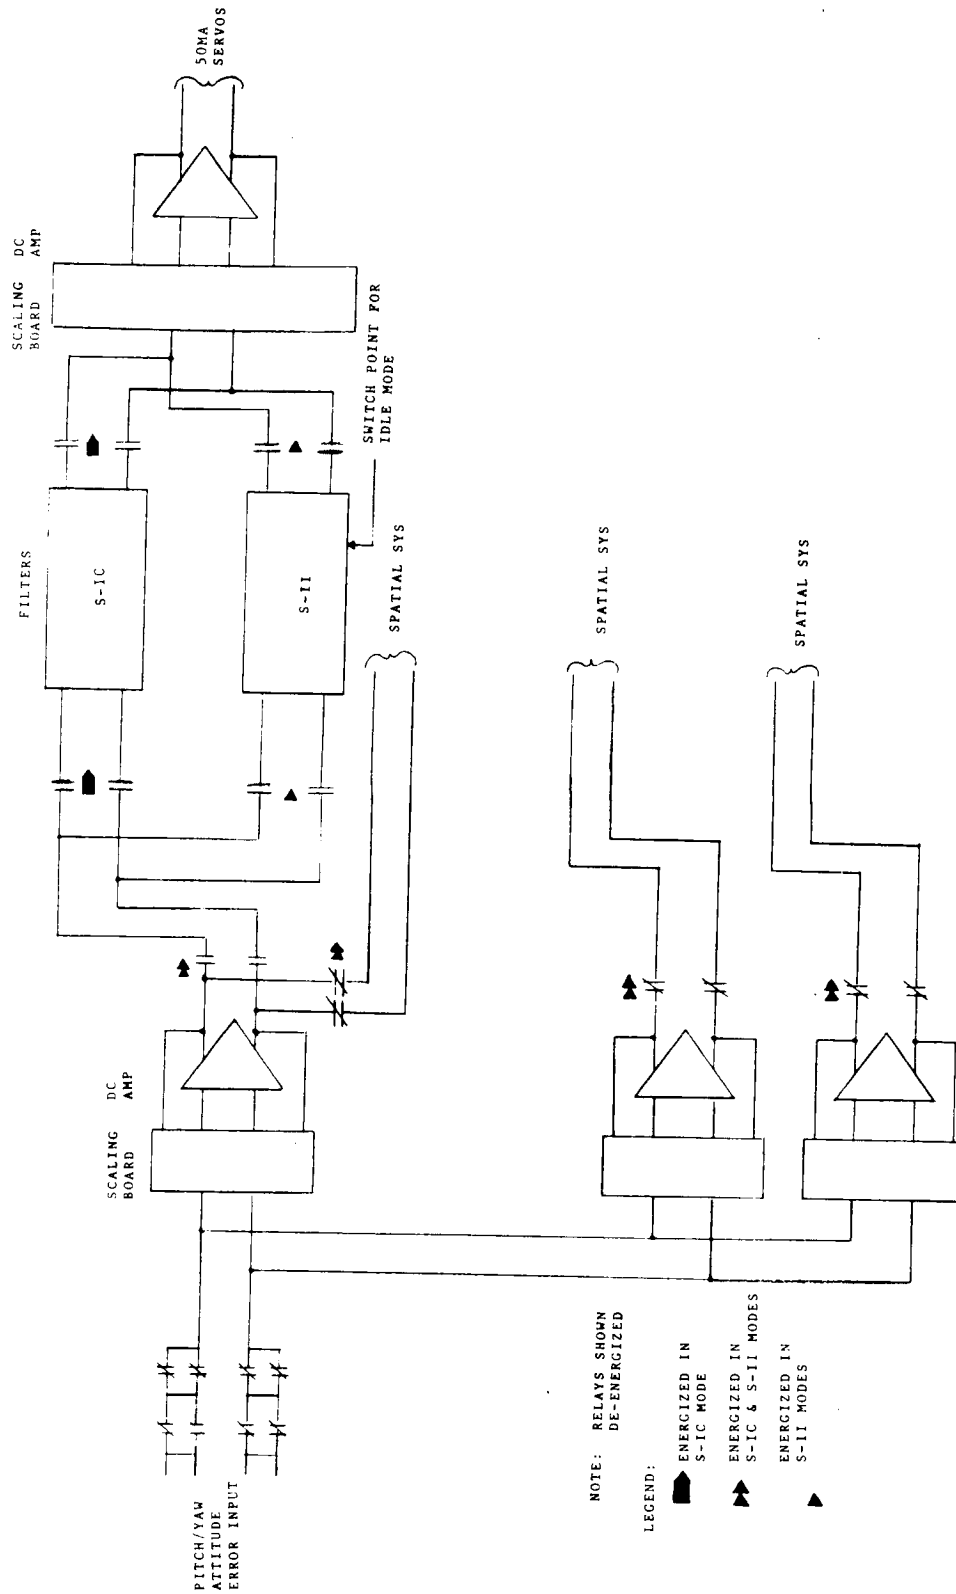 PITCH/YAW
ATTITUDE
ERROR INPUT
SCALING
BOARD
DC
AMP
FILTERS
S-IC
S-II
SCALING
BOARD
DC
AMP
50MA
SERVOS
SWITCH POINT FOR
IDLE MODE
SPATIAL SYS
SPATIAL SYS
SPATIAL SYS
NOTE: RELAYS SHOWN
DE-ENERGIZED
LEGEND:
ENERGIZED IN
S-IC MODE
ENERGIZED IN
S-IC & S-II MODES
ENERGIZED IN
S-II MODES